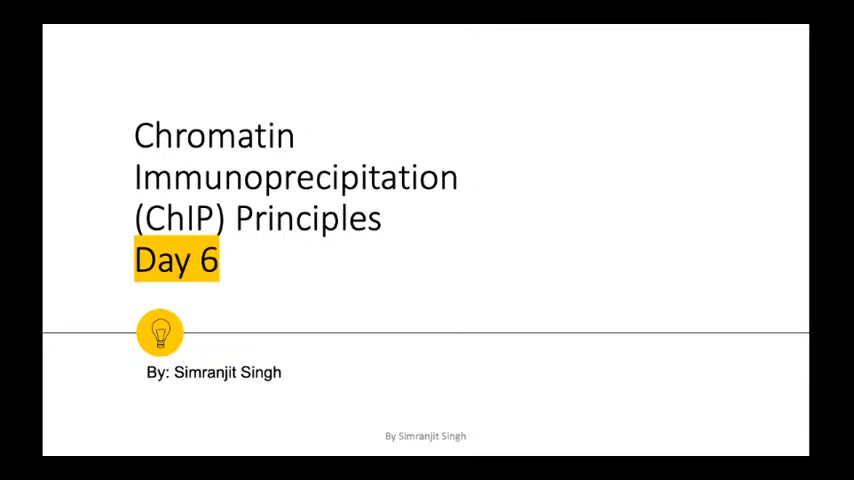 Chromatin
Immunoprecipitation
(ChIP) Principles
Day 6
By: Simranjit Singh
By Simranjit Singh